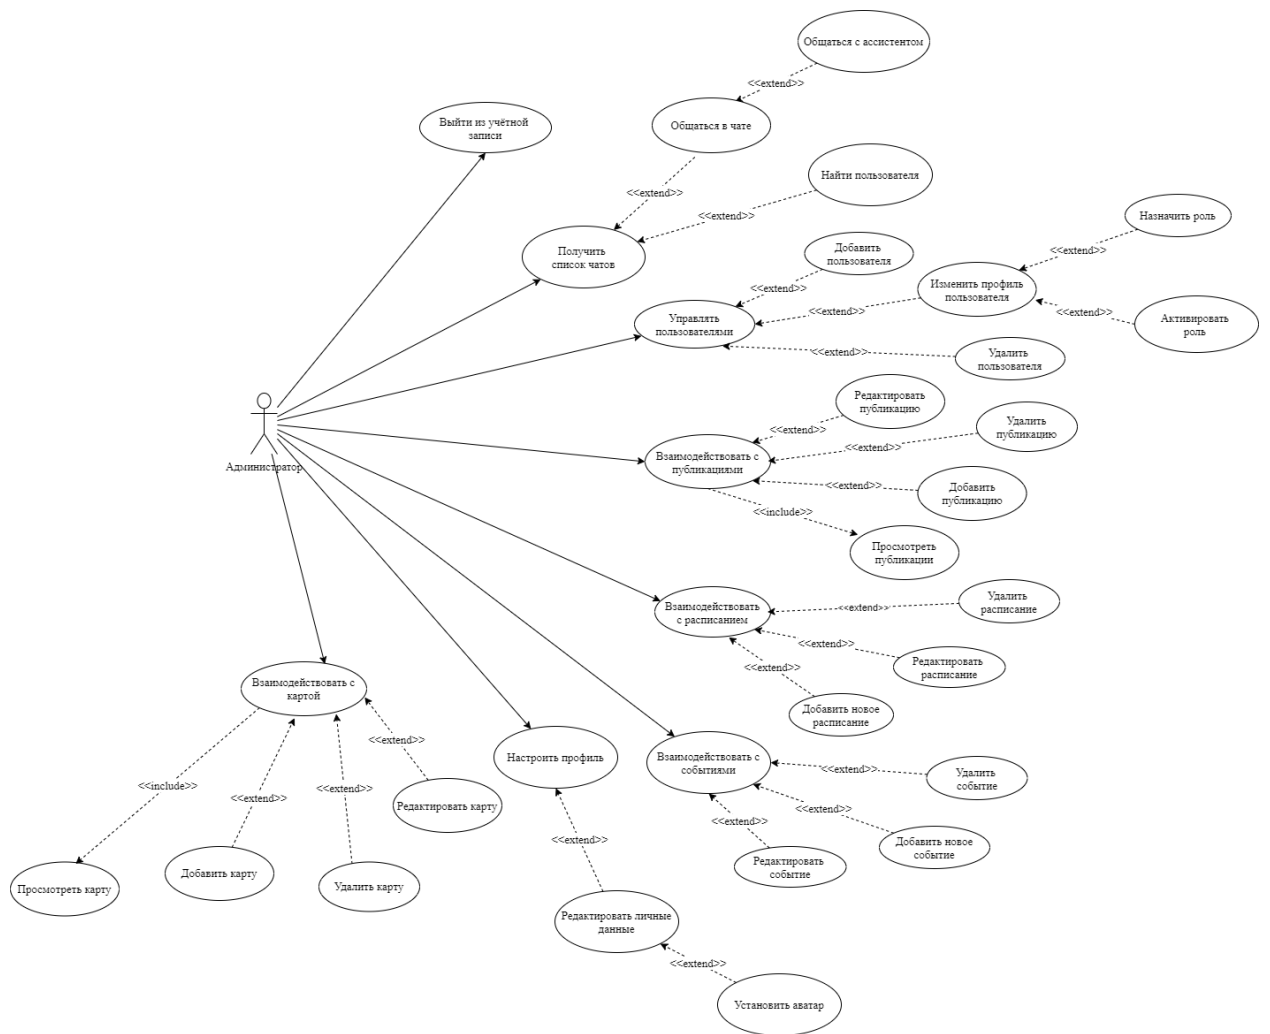 Общаться с ассистентом
<<extend>>
Выйти из учётной
записи
Общаться в чате
<<extend>>
Найти пользователя
<<extend>>
Получить
список чатов
Назначить роль
<<extend>>
Добавить
пользователя
<<extend>>
Изменить профиль
пользователя
<<extend>>
<<extend>>
Активировать
роль
Управлять
пользователями
<<extend>>
Удалить
пользователя
Редактировать
публикацию
<<extend>>
Удалить
публикацию
<<extend>>
Администратор
Взаимодействовать с
публикациями
<<extend>>
Добавить
публикацию
<<include>>
Просмотреть
публикации
Взаимодействовать
с расписанием
<<extend>>
Удалить
расписание
<<extend>>
Редактировать
расписание
<<extend>>
Добавить новое
расписание
Взаимодействовать с
картой
<<extend>>
<<include>>
<<extend>>
<<extend>>
Редактировать карту
Просмотреть карту
Добавить карту
Удалить карту
Настроить профиль
<<extend>>
Редактировать личные
данные
<<extend>>
Установить аватар
Взаимодействовать с
событиями
<<extend>>
Удалить
событие
<<extend>>
Добавить новое
событие
<<extend>>
Редактировать
событие